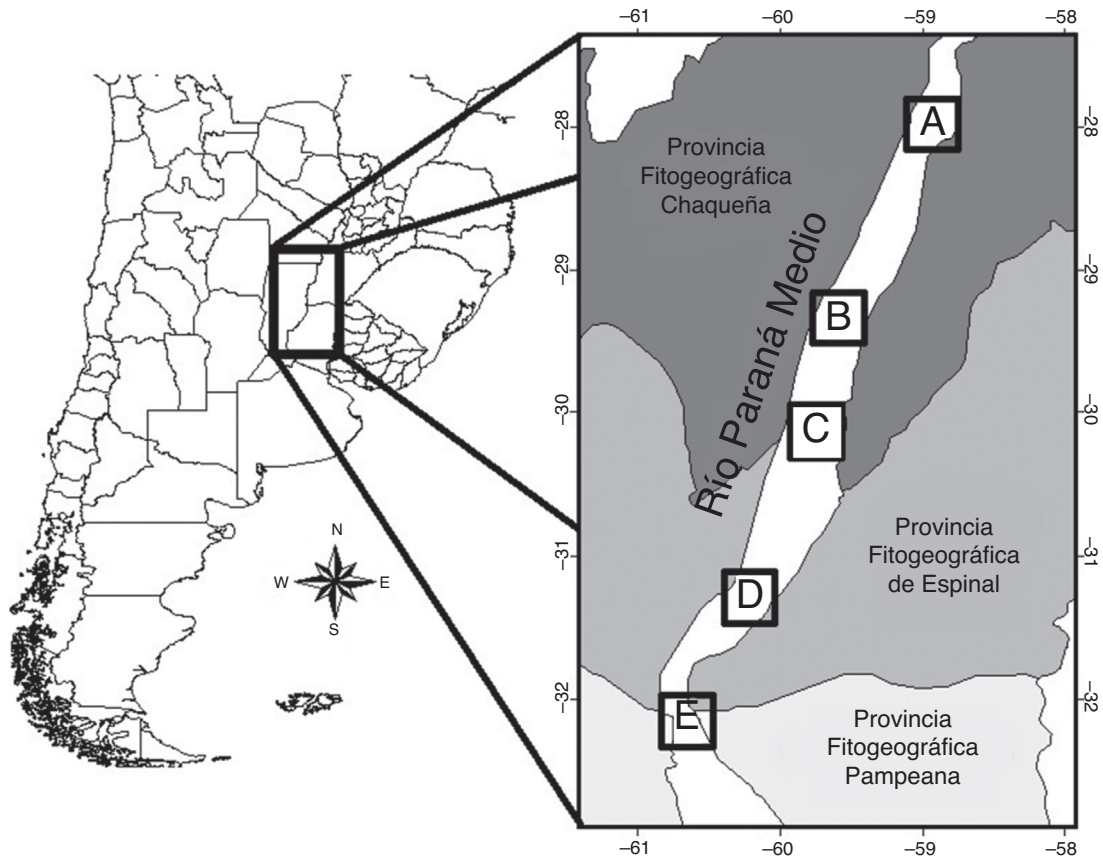 –61 –60 –59 –58
–28 –28
A
Provincia
Fitogeográfica
Chaqueña
–29 –29
Río Paraná Medio
B
–30 –30
C
Provincia
Fitogeográfica
de Espinal
–31 –31
N
W E
S
D
–32 –32
E
Provincia
Fitogeográfica
Pampeana
–61 –60 –59 –58